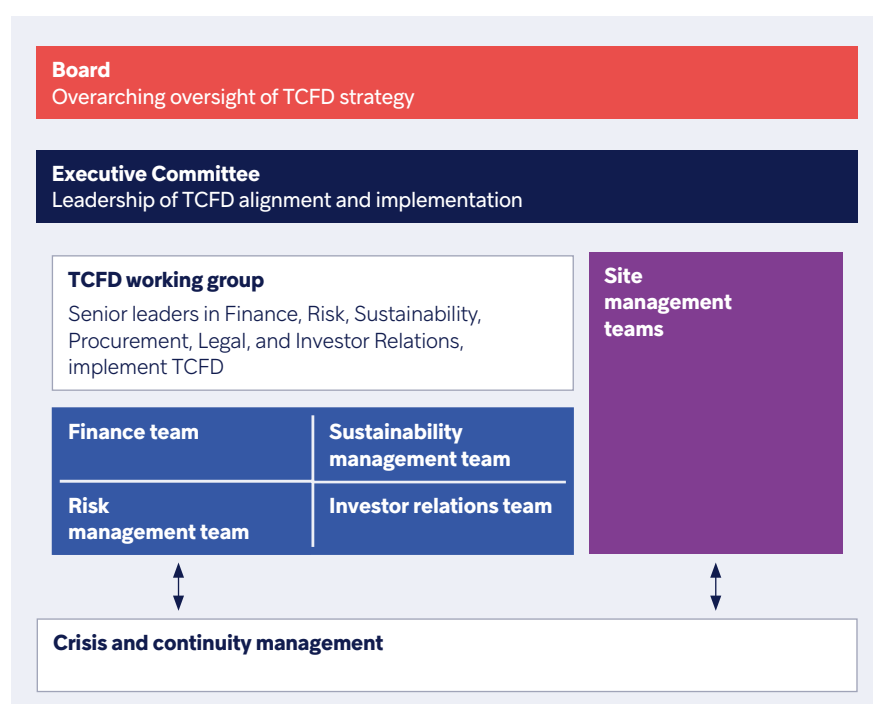 Board
Overarching oversight of TCFD strategy
Executive Committee
Leadership of TCFD alignment and implementation
TCFD working group
Senior leaders in Finance, Risk, Sustainability,
Procurement, Legal, and Investor Relations,
implement TCFD
Site
management
teams
Finance team
Sustainability
management team
Risk
management team
Investor relations team
Crisis and continuity management